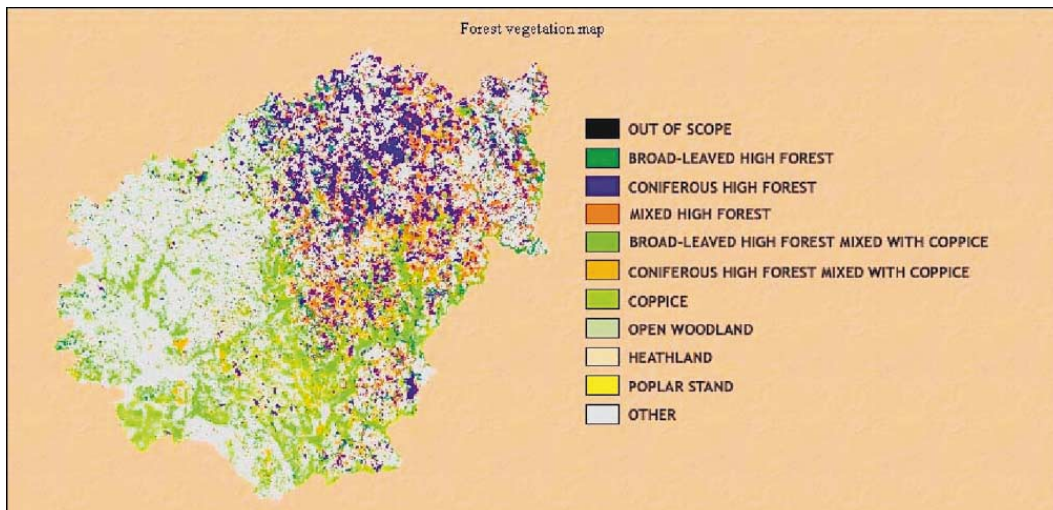 Forest vegetation map
OUT OF SCOPE
BROAD-LEAVED HIGH FOREST
CONIFEROUS HIGH FOREST
MIXED HIGH FOREST
BROAD-LEAVED HIGH FOREST MIXED WITH COPPICE
CONIFEROUS HIGH FOREST MIXED WITH COPPICE
COPPICE
OPEN WOODLAND
HEATHLAND
POPLAR STAND
OTHER